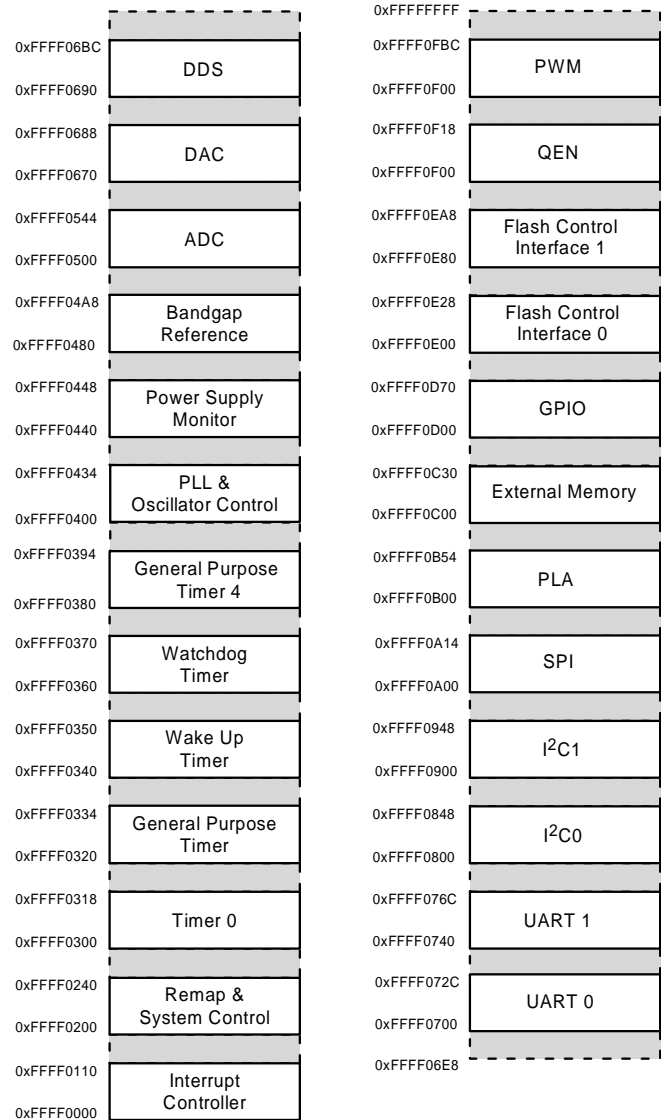 0xFFFF06BC
DDS
0xFFFF0690
0xFFFF0688
DAC
0xFFFF0670
0xFFFF0544
ADC
0xFFFF0500
0xFFFF04A8
Bandgap
Reference
0xFFFF0480
0xFFFF0448
Power Supply
Monitor
0xFFFF0440
0xFFFF0434
PLL &
Oscillator Control
0xFFFF0400
0xFFFF0394
General Purpose
Timer 4
0xFFFF0380
0xFFFF0370
Watchdog
Timer
0xFFFF0360
0xFFFF0350
Wake Up
Timer
0xFFFF0340
0xFFFF0334
General Purpose
Timer
0xFFFF0320
0xFFFF0318
Timer 0
0xFFFF0300
0xFFFF0240
Remap &
System Control
0xFFFF0200
0xFFFF0110
Interrupt
Controller
0xFFFF0000
0xFFFFFFFF
0xFFFF0FBC
PWM
0xFFFF0F00
0xFFFF0F18
QEN
0xFFFF0F00
0xFFFF0EA8
Flash Control
Interface 1
0xFFFF0E80
0xFFFF0E28
Flash Control
Interface 0
0xFFFF0E00
0xFFFF0D70
GPIO
0xFFFF0D00
0xFFFF0C30
External Memory
0xFFFF0C00
0xFFFF0B54
PLA
0xFFFF0B00
0xFFFF0A14
SPI
0xFFFF0A00
0xFFFF0948
I²C1
0xFFFF0900
0xFFFF0848
I²C0
0xFFFF0800
0xFFFF076C
UART 1
0xFFFF0740
0xFFFF072C
UART 0
0xFFFF0700
0xFFFF06E8